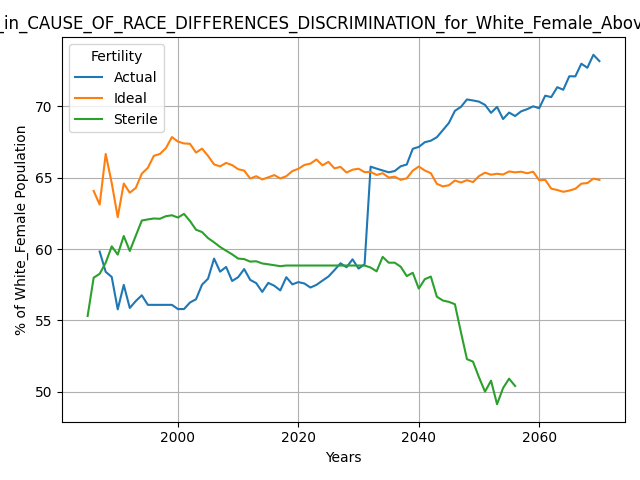 _in_CAUSE_OF_RACE_DIFFERENCES_DISCRIMINATION_for_White_Female_Abov
Fertility
Actual
Ideal
Sterile
% of White_Female Population
70
65
60
55
50
2000
2020
2040
2060
Years